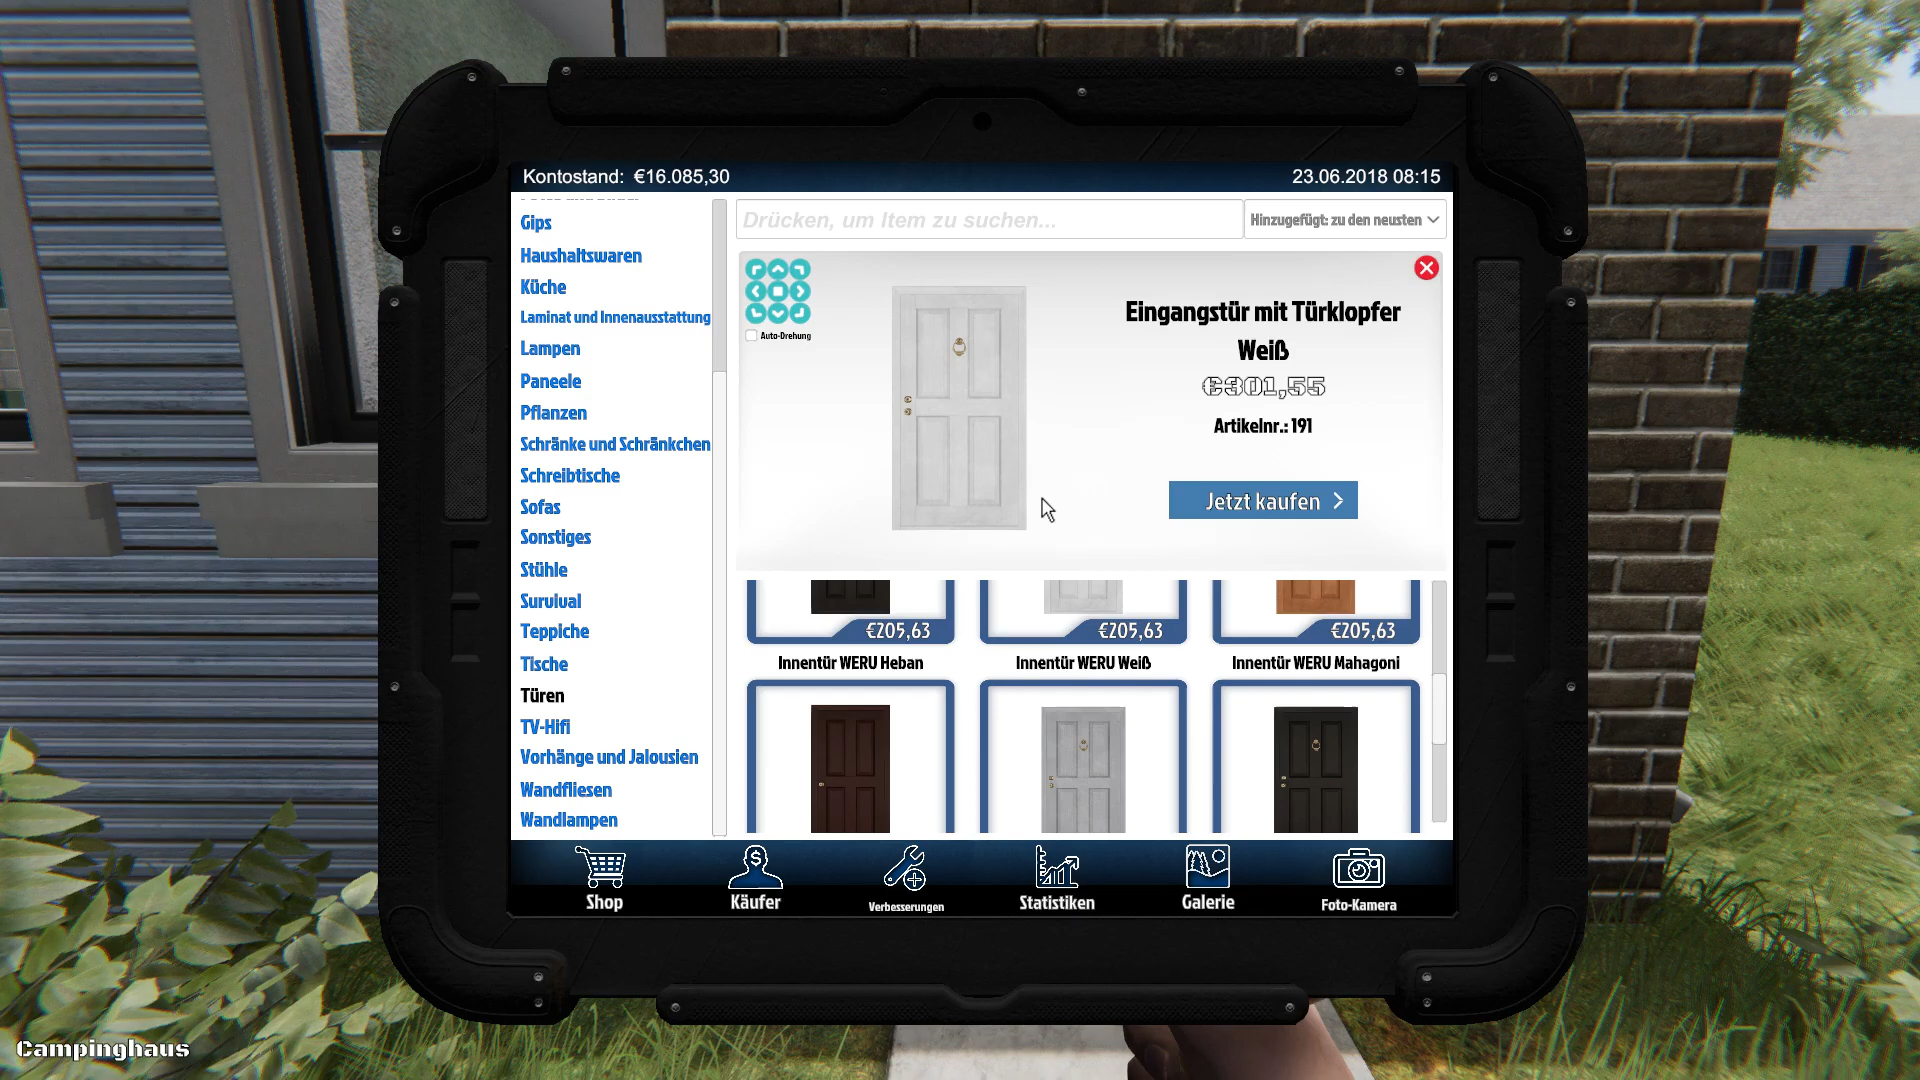 Kontostand: €16.085,30
23.06.2018 08:15
Gips
Haushaltswaren
Küche
Laminat und Innenausstattung
Lampen
Paneele
Pflanzen
Schränke und Schränkchen
Schreibtische
Sofas
Sonstiges
Stühle
Survival
Teppiche
Tische
Türen
TV-Hifi
Vorhänge und Jalousien
Wandfliesen
Wandlampen
Drücken, um Item zu suchen...
Hinzugefügt: zu den neusten
Auto-Drehung
Eingangstür mit Türklopfer
Weiß
€301,55
Artikelnr.: 191
Jetzt kaufen
€205,63
€205,63
€205,63
Innentür WERU Heban
Innentür WERU Weiß
Innentür WERU Mahagoni
Shop
Käufer
Verbesserungen
Statistiken
Galerie
Foto-Kamera
Campinghaus